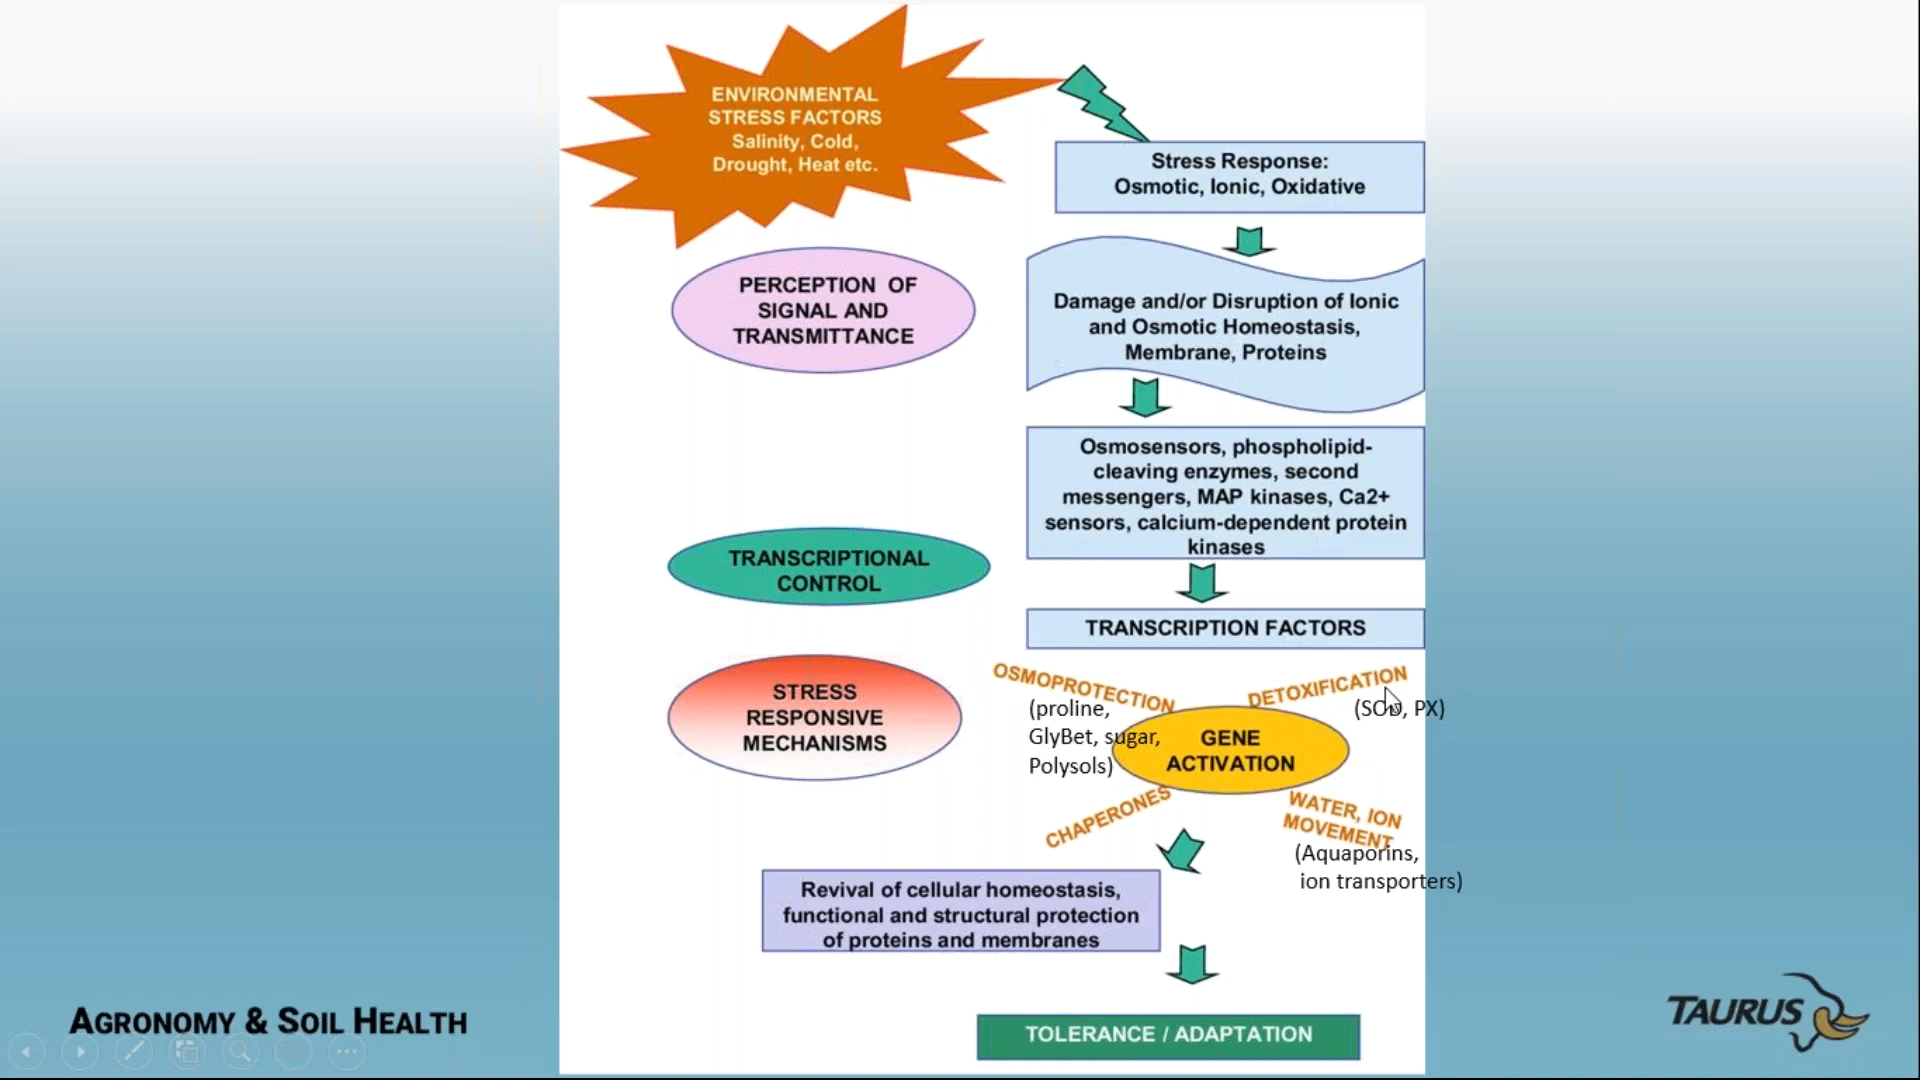 ENVIRONMENTAL
STRESS FACTORS
Salinity, Cold,
Drought, Heat etc.
Stress Response:
Osmotic, Ionic, Oxidative
PERCEPTION OF
SIGNAL AND
TRANSMITTANCE
Damage and/or Disruption of Ionic
and Osmotic Homeostasis,
Membrane, Proteins
Osmosensors, phospholipid-
cleaving enzymes, second
messengers, MAP kinases, Ca2+
sensors, calcium-dependent protein
kinases
TRANSCRIPTIONAL
CONTROL
TRANSCRIPTION FACTORS
STRESS
RESPONSIVE
MECHANISMS
OSMOPROTECTION
(proline,
GlyBet, sugar,
Polysols)
DETOXIFICATION
(SOD, PX)
GENE
ACTIVATION
CHAPERONES
WATER, ION
MOVEMENT
(Aquaporins,
ion transporters)
Revival of cellular homeostasis,
functional and structural protection
of proteins and membranes
TOLERANCE / ADAPTATION
AGRONOMY & SOIL HEALTH
TAURUS